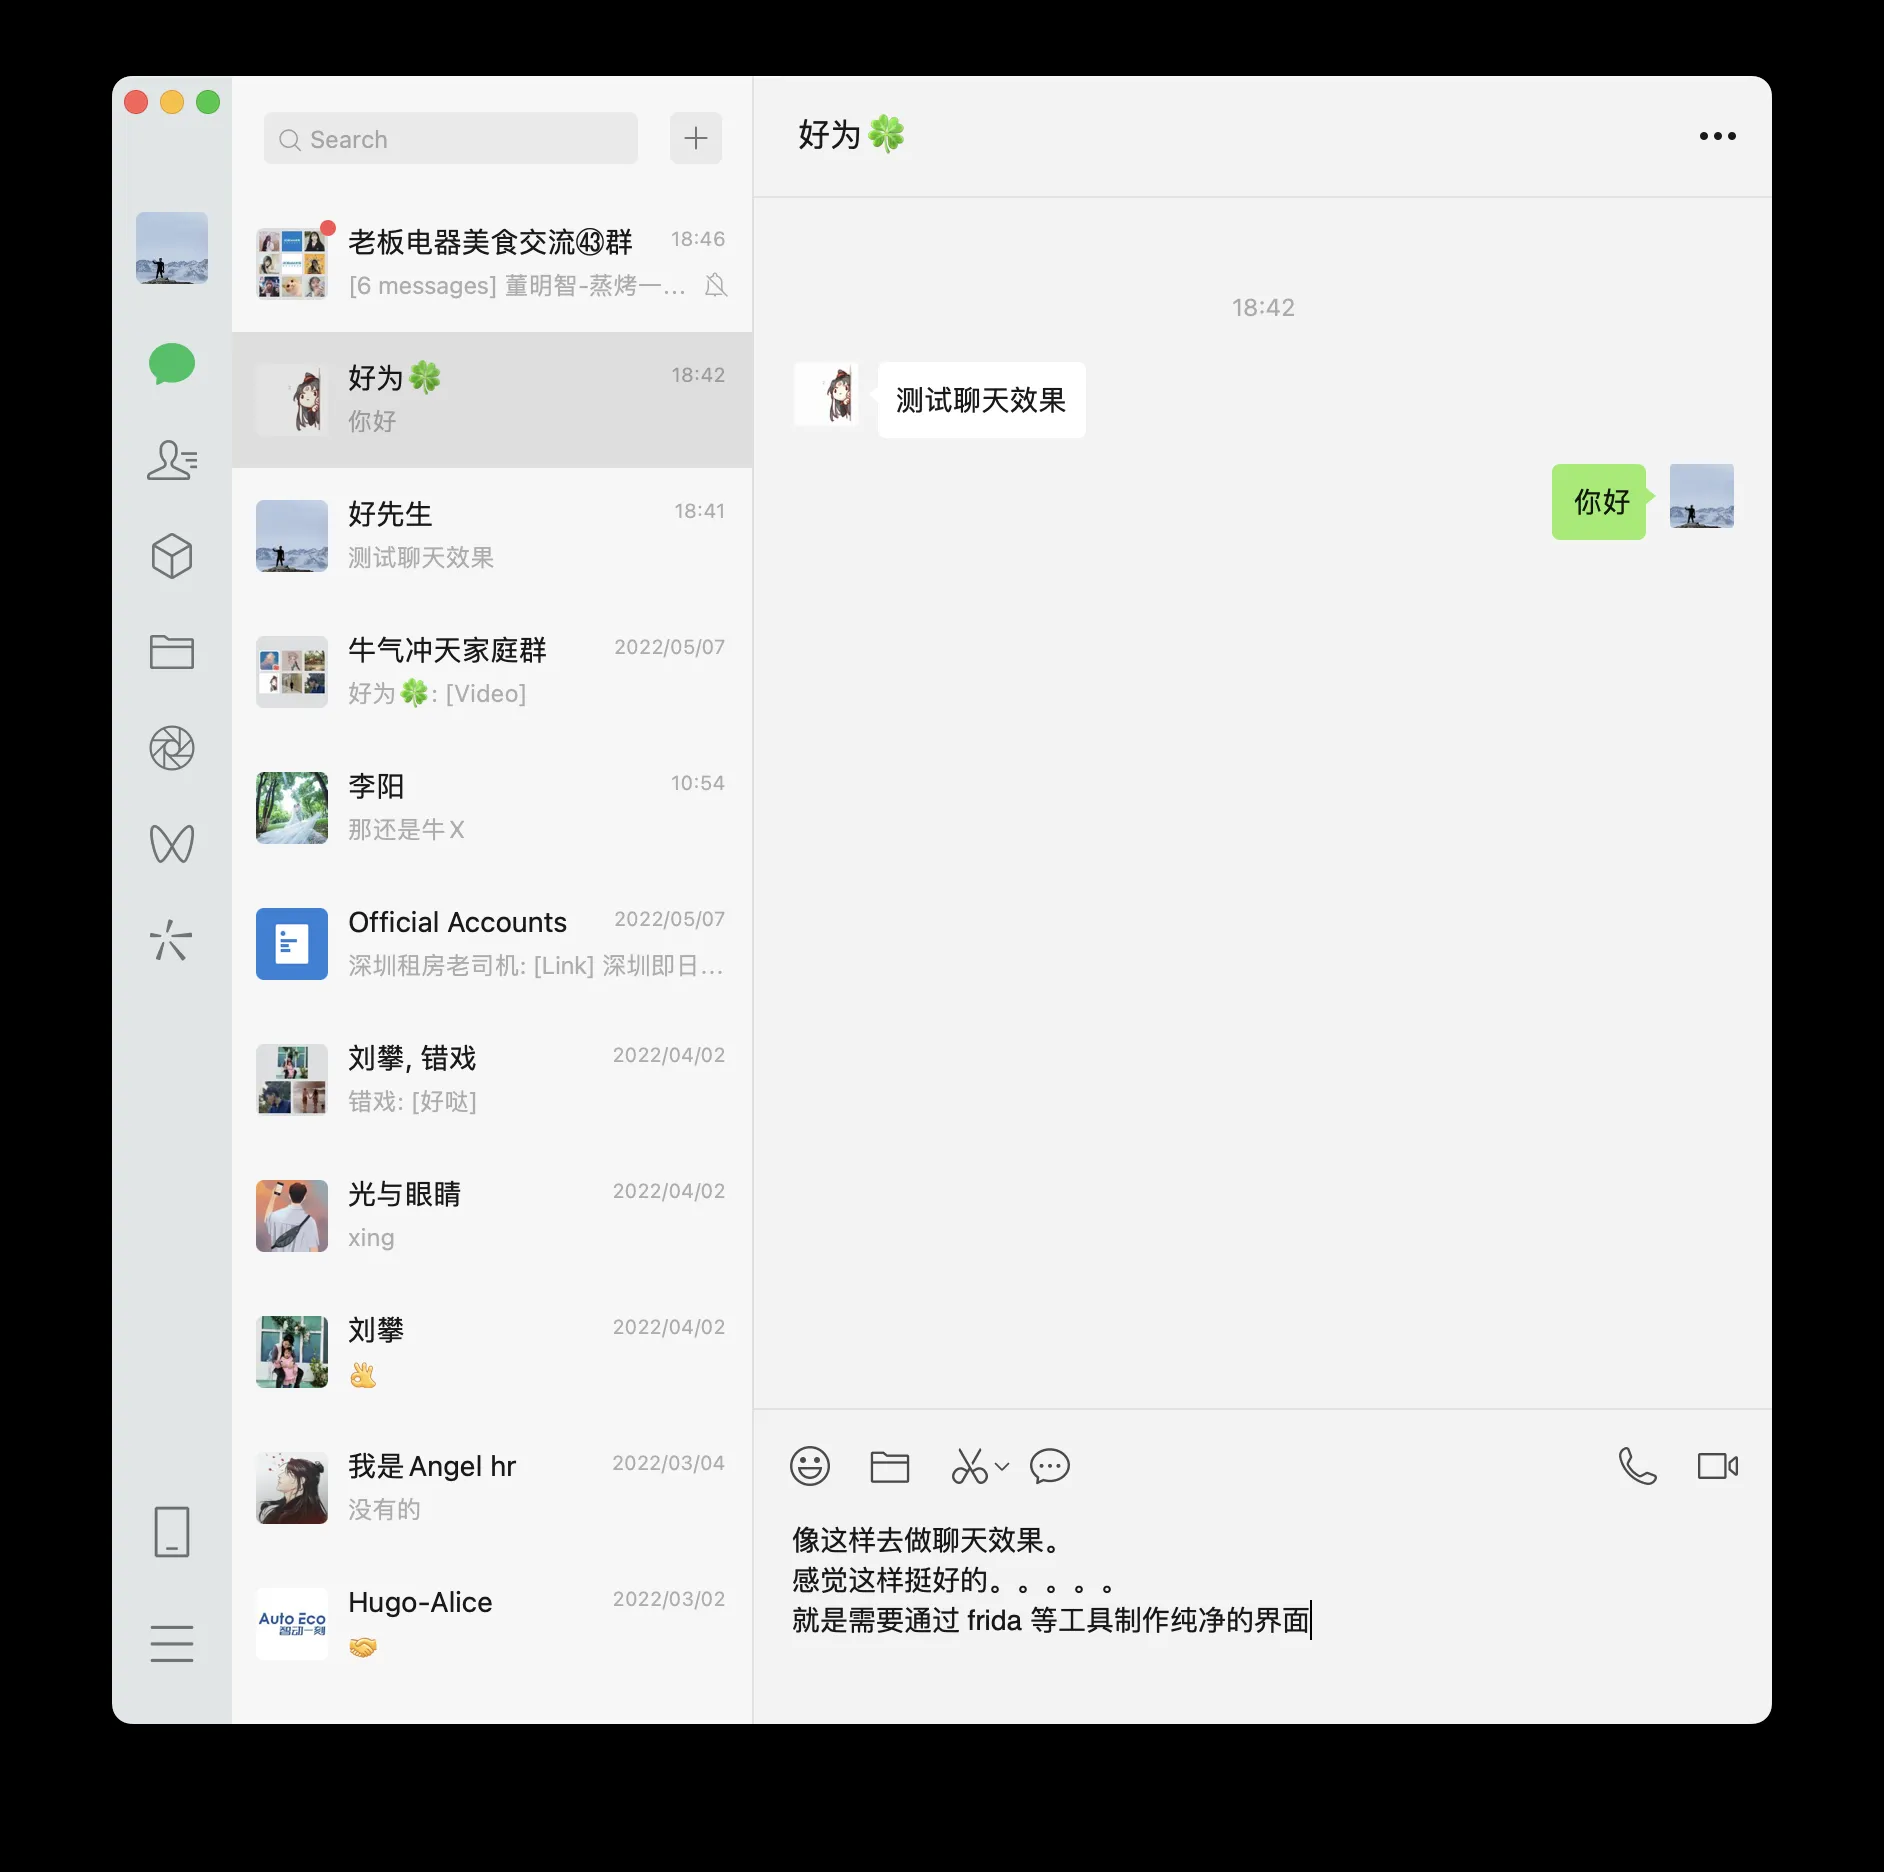 Search
老板电器美食交流㊸群
18:46
[6 messages] 董明智-蒸烤一...
好为🍀
18:42
你好
好先生
18:41
测试聊天效果
牛气冲天家庭群
2022/05/07
好为🍀: [Video]
李阳
10:54
那还是牛X
Official Accounts
2022/05/07
深圳租房老司机: [Link] 深圳即日...
刘攀, 错戏
2022/04/02
错戏: [好哒]
光与眼睛
2022/04/02
xing
刘攀
2022/04/02
👌
我是Angel hr
2022/03/04
没有的
Auto Eco
智动一刻
Hugo-Alice
2022/03/02
🤝
好为🍀
18:42
测试聊天效果
你好
像这样去做聊天效果。
感觉这样挺好的。。。。。
就是需要通过 frida 等工具制作纯净的界面